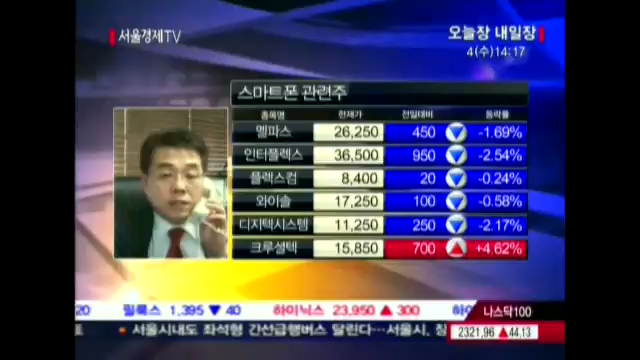 서울경제TV
오늘장 내일장
4(수)14:17
스마트폰 관련주
종목명 현재가 전일대비 등락률
멜파스 26,250 450 -1.69%
인터플렉스 36,500 950 -2.54%
플렉스컴 8,400 20 -0.24%
와이솔 17,250 100 -0.58%
디지텍시스템 11,250 250 -2.17%
크루셜텍 15,850 700 +4.62%
20 필룩스 1,395 ▼ 40 하이닉스 23,950 ▲ 300 하이닉 나스닥100
서울시내도 좌석형 간선급행버스 달린다...서울시, 2321,96 ▲44,13